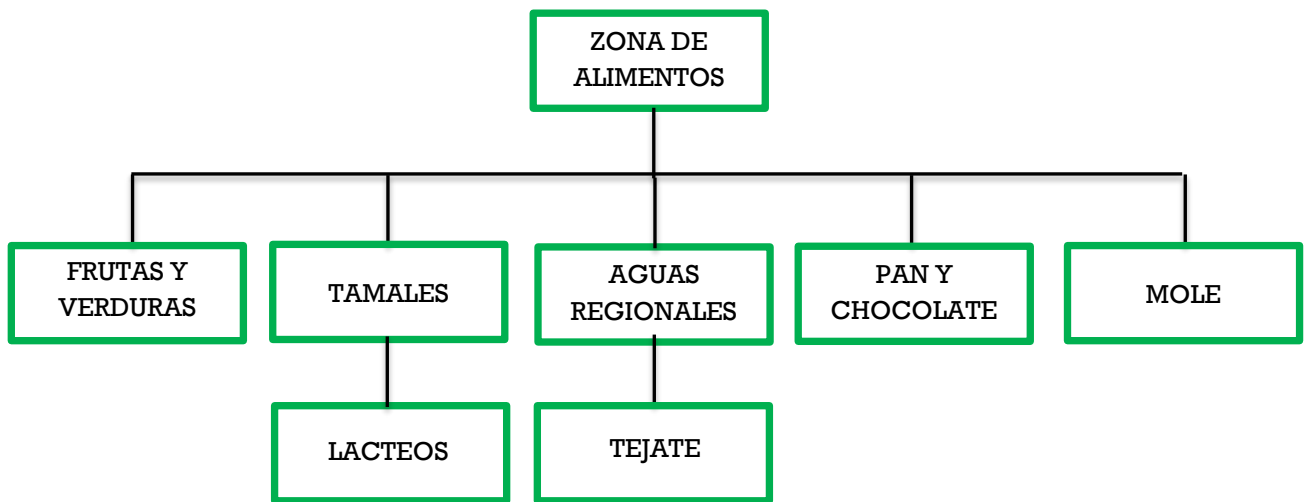 ZONA DE
ALIMENTOS
FRUTAS Y
VERDURAS
TAMALES
AGUAS
REGIONALES
PAN Y
CHOCOLATE
MOLE
LACTEOS
TEJATE